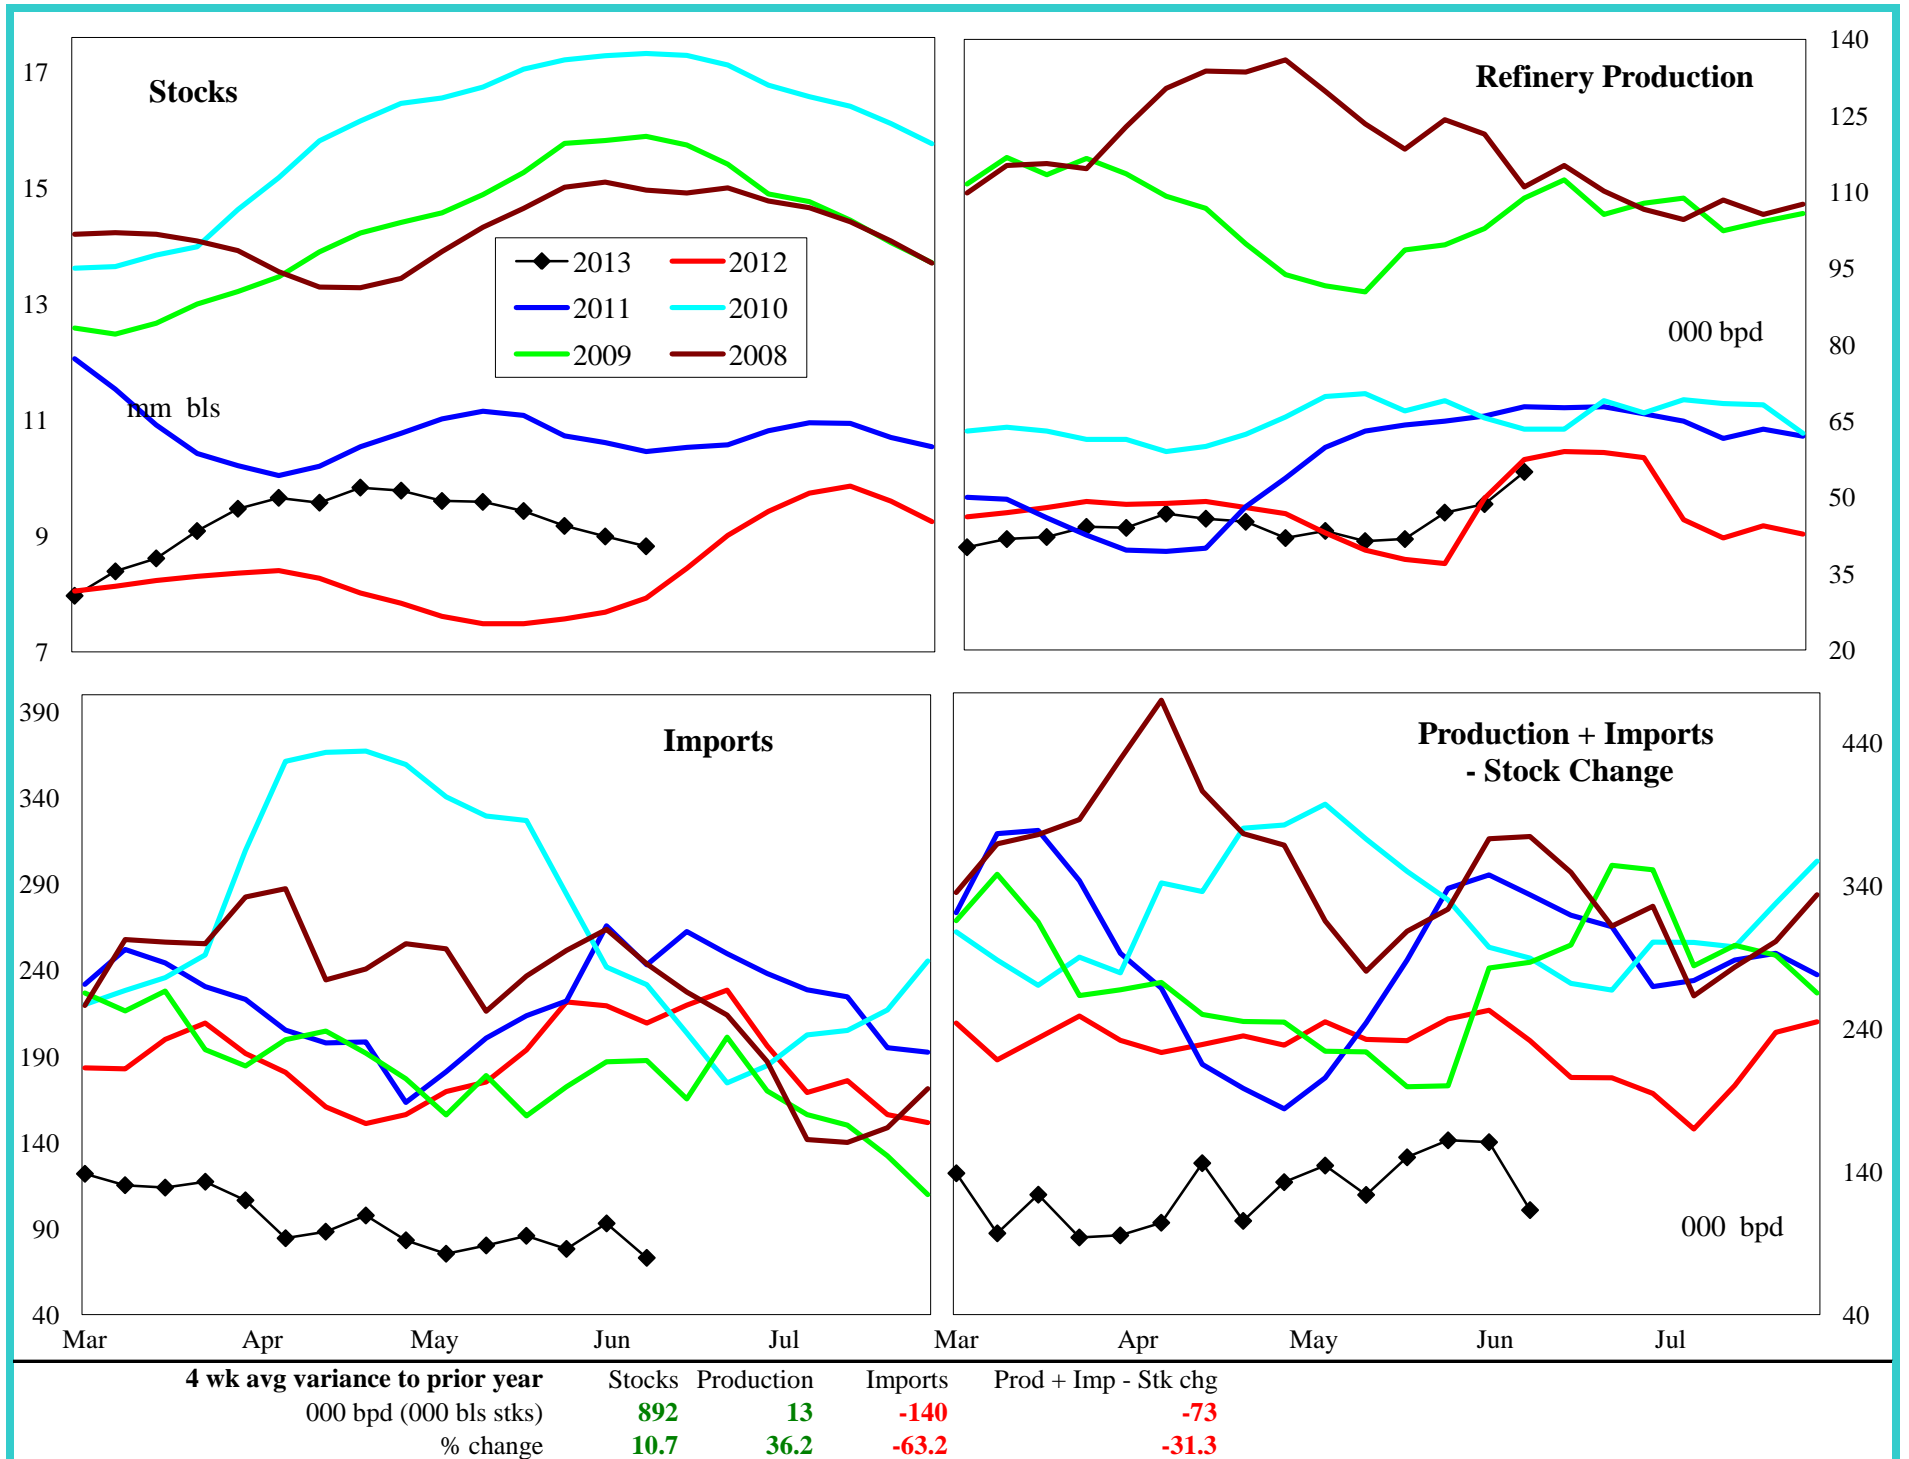 Stocks
17
15
13
11
9
7
mm bls
2013 2012
2011 2010
2009 2008
Refinery Production
140
125
110
95
80
65
50
35
20
000 bpd
Imports
390
340
290
240
190
140
90
40
Mar Apr May Jun Jul
Production + Imports
- Stock Change
440
340
240
140
40
000 bpd
Mar Apr May Jun Jul
4 wk avg variance to prior year Stocks Production Imports Prod + Imp - Stk chg
000 bpd (000 bls stks) 892 13 -140 -73
% change 10.7 36.2 -63.2 -31.3